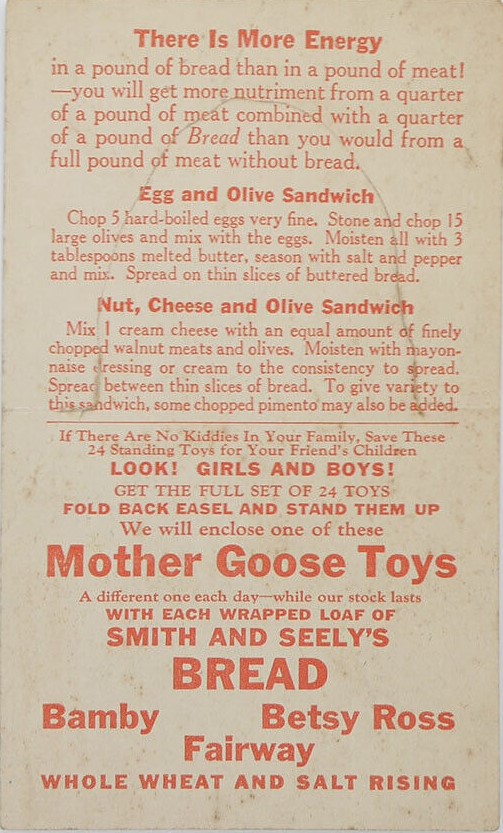 There Is More Energy
in a pound of bread than in a pound of meat!
—you will get more nutriment from a quarter
of a pound of meat combined with a quarter
of a pound of Bread than you would from a
full pound of meat without bread.
Egg and Olive Sandwich
Chop 5 hard-boiled eggs very fine. Stone and chop 15
large olives and mix with the eggs. Moisten all with 3
tablespoons melted butter, season with salt and pepper
and mix. Spread on thin slices of buttered bread.
Nut, Cheese and Olive Sandwich
Mix 1 cream cheese with an equal amount of finely
chopped walnut meats and olives. Moisten with mayon-
naise dressing or cream to the consistency to spread.
Spread between thin slices of bread. To give variety to
this sandwich, some chopped pimento may also be added.
If There Are No Kiddies In Your Family, Save These
24 Standing Toys for Your Friend's Children
LOOK! GIRLS AND BOYS!
GET THE FULL SET OF 24 TOYS
FOLD BACK EASEL AND STAND THEM UP
We will enclose one of these
Mother Goose Toys
A different one each day—while our stock lasts
WITH EACH WRAPPED LOAF OF
SMITH AND SEELY'S
BREAD
Bamby Betsy Ross
Fairway
WHOLE WHEAT AND SALT RISING